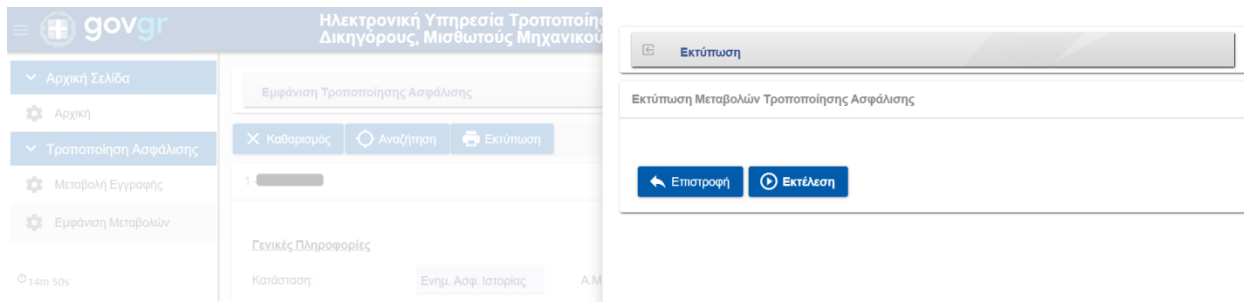 govgr
Ηλεκτρονική Υπηρεσία Τροποποίησ
Δικηγόρους, Μισθωτούς Μηχανικού
Αρχική Σελίδα
Αρχική
Τροποποίηση Ασφάλισης
Μεταβολή Εγγραφής
Εμφάνιση Μεταβολών
14m 50s
Εμφάνιση Τροποποίησης Ασφάλισης
Καθαρισμός Αναζήτηση Εκτύπωση
1 -
Γενικές Πληροφορίες
Κατάσταση: Ενημ. Ασφ. Ιστορίας Α.Μ
Εκτύπωση
Εκτύπωση Μεταβολών Τροποποίησης Ασφάλισης
Επιστροφή Εκτέλεση